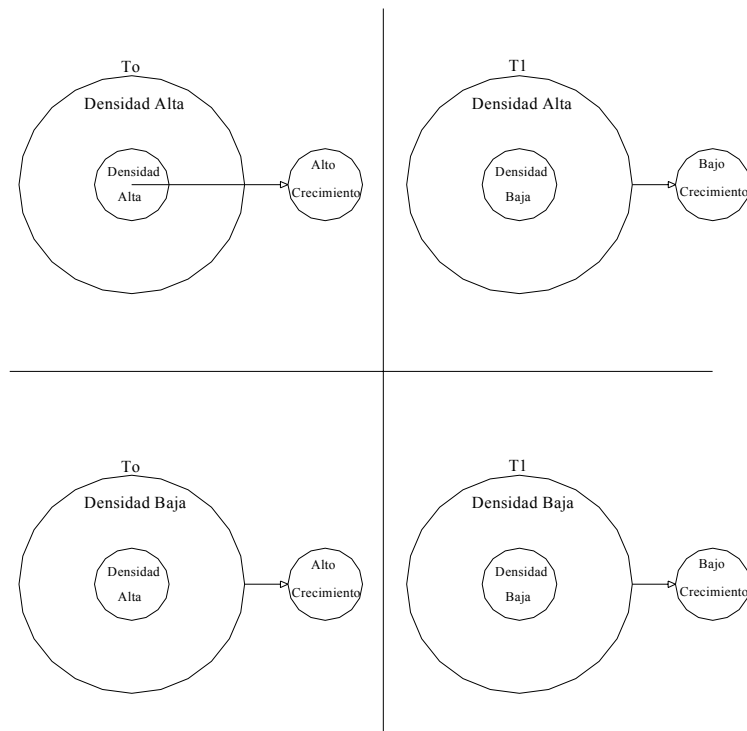 To
Densidad Alta
Densidad
Alta
Alto
Crecimiento
T1
Densidad Alta
Densidad
Baja
Bajo
Crecimiento
To
Densidad Baja
Densidad
Alta
Alto
Crecimiento
T1
Densidad Baja
Densidad
Baja
Bajo
Crecimiento